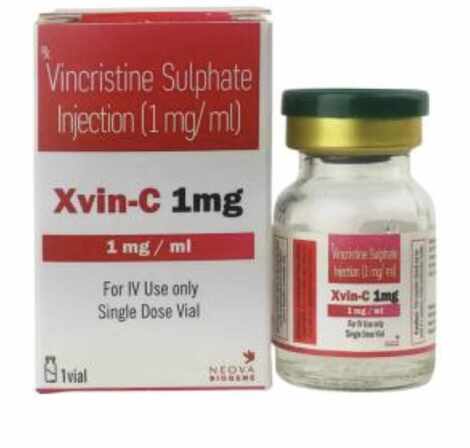 Rx
Vincristine Sulphate
Injection (1 mg/ ml)
Xvin-C 1mg
1 mg / ml
For IV Use only
Single Dose Vial
1 vial
NEOVA
BIOGENE
Vincristine Sulphate
Injection (1 mg/ ml)
Xvin-C 1mg
1 mg / ml
For IV Use only
Single Dose Vial